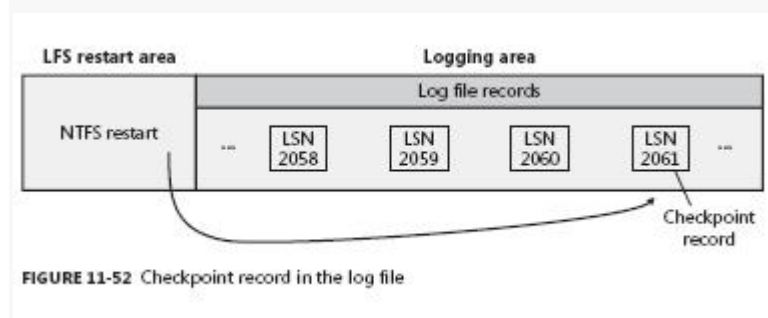 LFS restart area
Logging area
Log file records
NTFS restart
... LSN 2058 LSN 2059 LSN 2060 LSN 2061 ...
Checkpoint
record
FIGURE 11-52 Checkpoint record in the log file